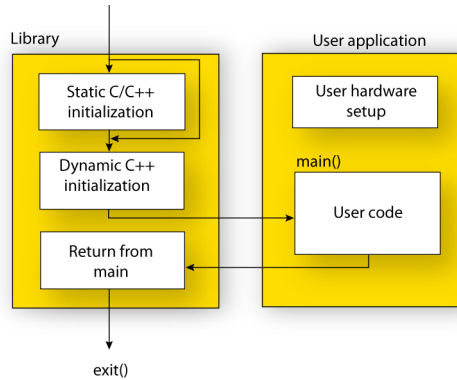 Library
Static C/C++
initialization
Dynamic C++
initialization
Return from
main
exit()
User application
User hardware
setup
main()
User code